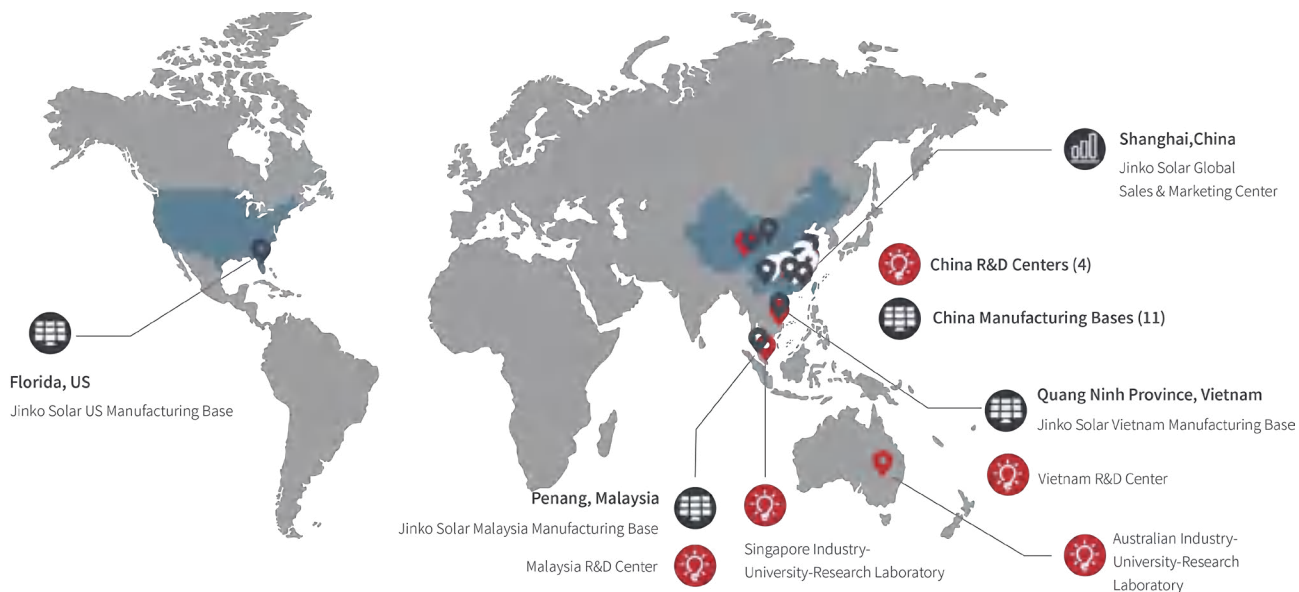 Shanghai,China
Jinko Solar Global
Sales & Marketing Center
China R&D Centers (4)
China Manufacturing Bases (11)
Florida, US
Jinko Solar US Manufacturing Base
Quang Ninh Province, Vietnam
Jinko Solar Vietnam Manufacturing Base
Vietnam R&D Center
Penang, Malaysia
Jinko Solar Malaysia Manufacturing Base
Malaysia R&D Center
Singapore Industry-
University-Research Laboratory
Australian Industry-
University-Research
Laboratory